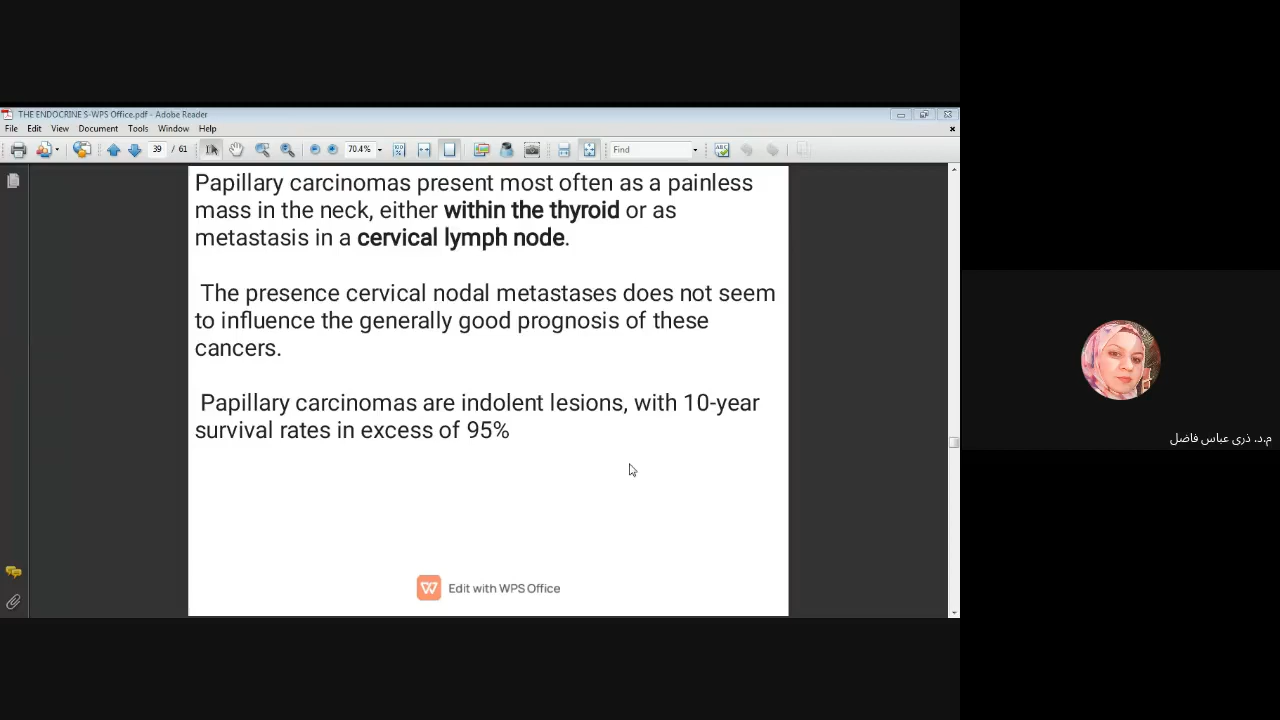 THE ENDOCRINE S-WPS Office.pdf - Adobe Reader
File Edit View Document Tools Window Help
39 / 61 70.4% Find
Papillary carcinomas present most often as a painless
mass in the neck, either within the thyroid or as
metastasis in a cervical lymph node.
The presence cervical nodal metastases does not seem
to influence the generally good prognosis of these
cancers.
Papillary carcinomas are indolent lesions, with 10-year
survival rates in excess of 95%
Edit with WPS Office
م.د. ذرى عباس فاضل